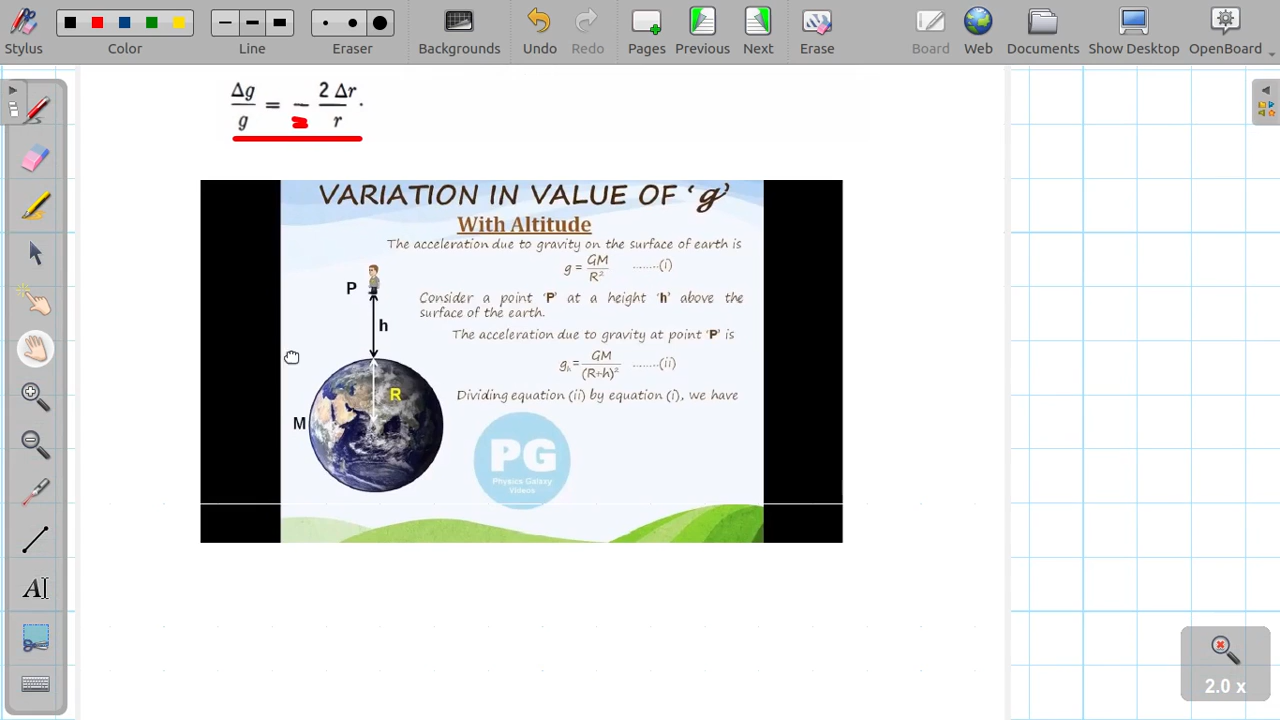 Stylus Color Line Eraser Backgrounds Undo Redo Pages Previous Next Erase Board Web Documents Show Desktop OpenBoard
Δg/g = − 2 Δr/r.
VARIATION IN VALUE OF ‘g’
With Altitude
The acceleration due to gravity on the surface of earth is
g = GM/R² ........(i)
P
Consider a point ‘P’ at a height ‘h’ above the
surface of the earth.
h
The acceleration due to gravity at point ‘P’ is
gₕ = GM/(R+h)² ........(ii)
R
Dividing equation (ii) by equation (i), we have
M
PG
Physics Galaxy
Videos
A
2.0 x